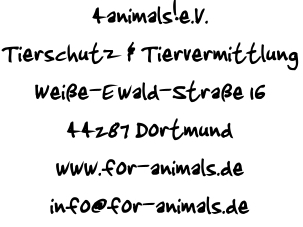 4animals!e.V.
Tierschutz & Tiervermittlung
Weiße-Ewald-Straße 16
44287 Dortmund
www.for-animals.de
info@for-animals.de